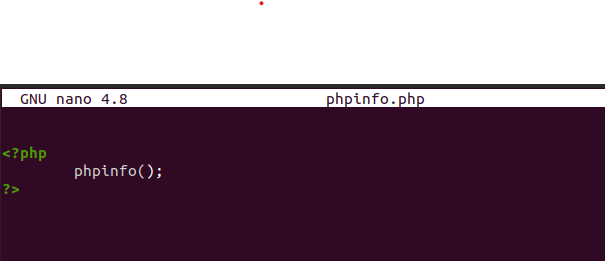 GNU nano 4.8 phpinfo.php
<?php
phpinfo();
?>